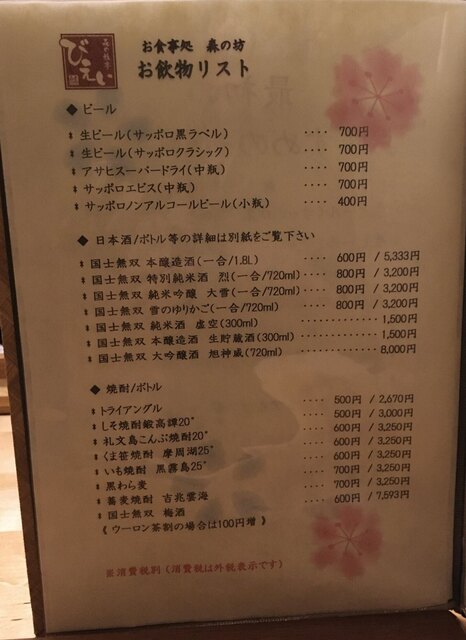 森の旅亭
びえい
お食事処 森の坊
お飲物リスト
◆ ビール
* 生ビール(サッポロ黒ラベル) ···· 700円
* 生ビール(サッポロクラシック) ···· 700円
* アサヒスーパードライ(中瓶) ···· 700円
* サッポロエビス(中瓶) ···· 700円
* サッポロノンアルコールビール(小瓶) ···· 400円
◆ 日本酒/ボトル等の詳細は別紙をご覧下さい
* 国士無双 本醸造酒(一合/1.8L) ···· 600円 / 5,333円
* 国士無双 特別純米酒 烈(一合/720ml) ···· 800円 / 3,200円
* 国士無双 純米吟醸 大雪(一合/720ml) ···· 800円 / 3,200円
* 国士無双 雪のゆりかご(一合/720ml) ···· 800円 / 3,200円
* 国士無双 純米酒 虚空(300ml) ·············· 1,500円
* 国士無双 本醸造酒 生貯蔵酒(300ml) ·············· 1,500円
* 国士無双 大吟醸酒 旭神威(720ml) ·············· 8,000円
◆ 焼酎/ボトル
* トライアングル ···· 500円 / 2,670円
* しそ焼酎鍛高譚20° ···· 500円 / 3,000円
* 礼文島こんぶ焼酎20° ···· 600円 / 3,250円
* くま笹焼酎 摩周湖25° ···· 600円 / 3,250円
* いも焼酎 黒霧島25° ···· 600円 / 3,250円
* 黒わら麦 ···· 700円 / 3,250円
* 蕎麦焼酎 吉兆雲海 ···· 700円 / 3,250円
* 国士無双 梅酒 ···· 600円 / 7,593円
《 ウーロン茶割の場合は100円増 》
※消費税別 (消費税は外税表示です)